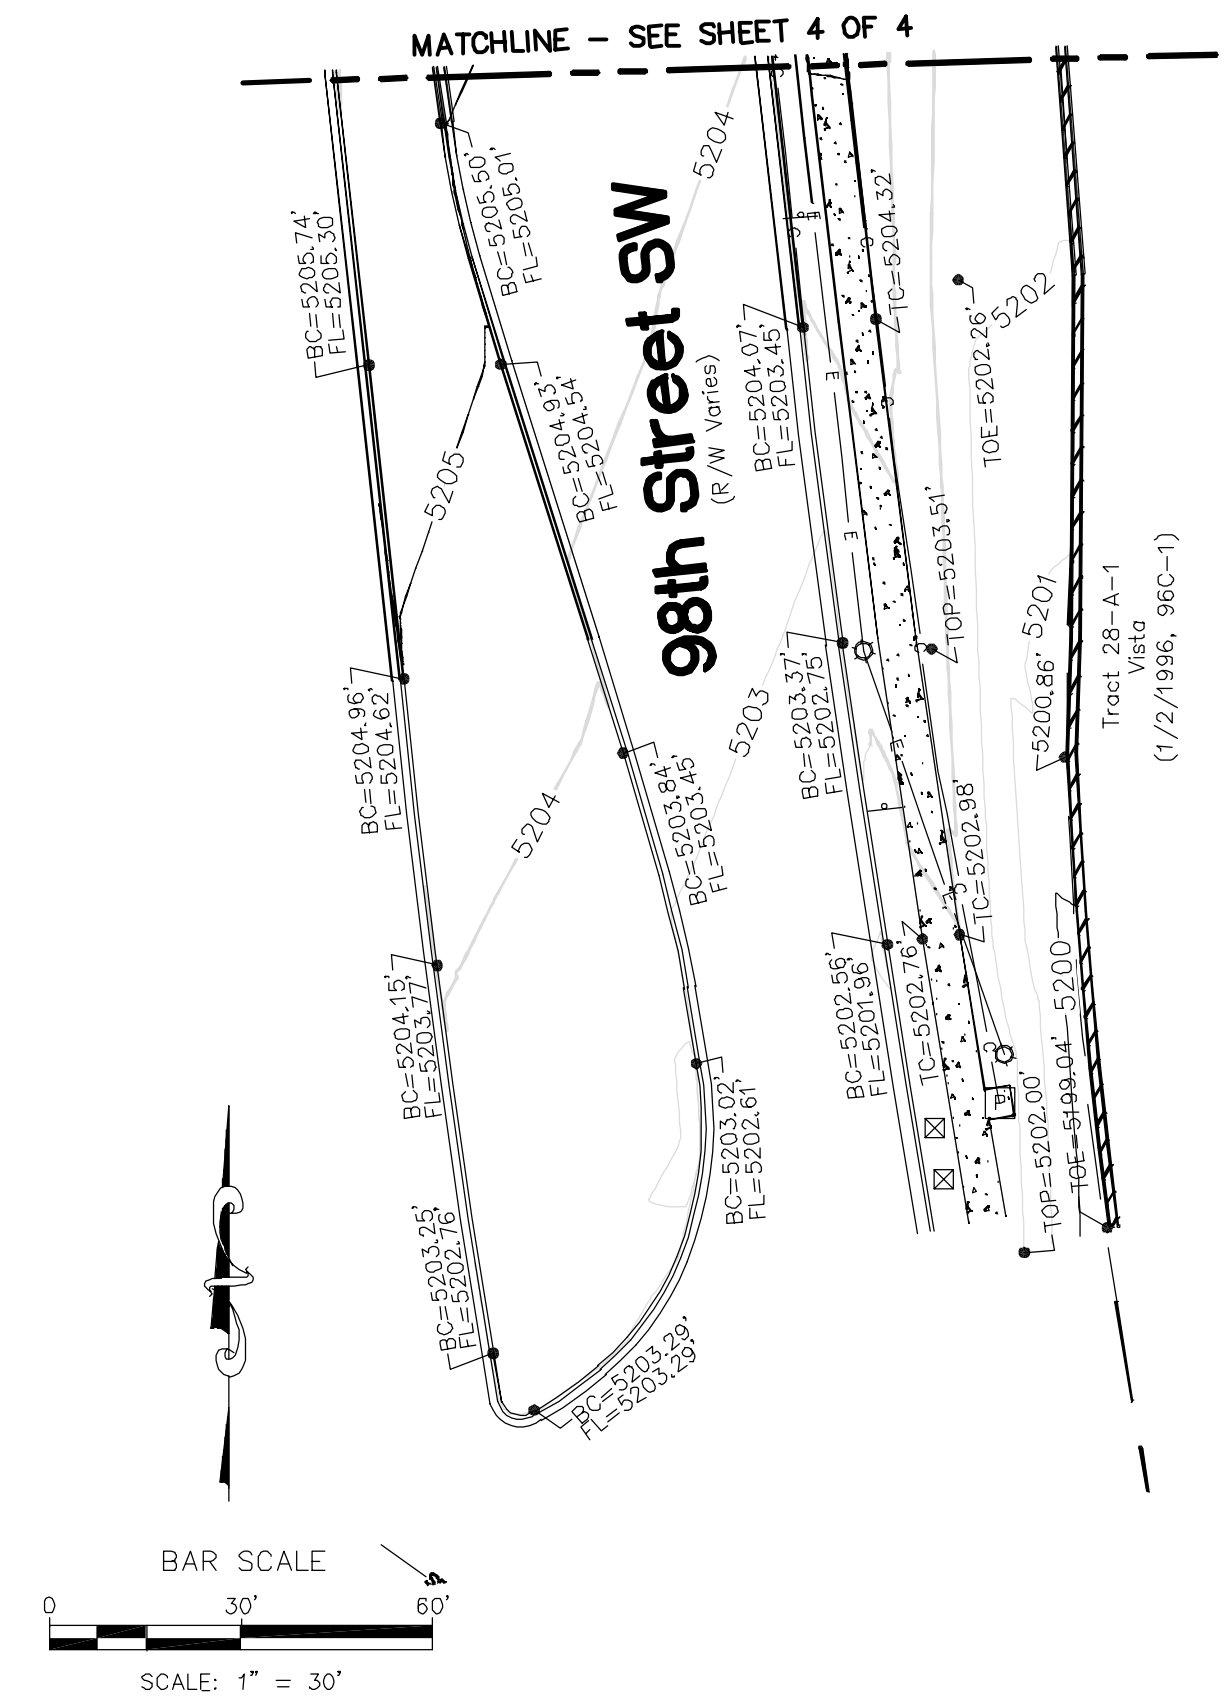 MATCHLINE – SEE SHEET 4 OF 4
BC=5205.74'
FL=5205.30'
BC=5205.50'
FL=5205.01'
5204
98th Street SW
(R/W Varies)
TC=5204.32'
5202
TOE=5202.26'
BC=5204.07'
FL=5203.45'
BC=5204.93'
FL=5204.54
5205
TOP=5203.51'
5201
5200.86'
Tract 28–A–1
Vista
(1/2/1996, 96C–1)
BC=5204.96'
FL=5204.62'
BC=5203.37'
FL=5202.75'
5203
5204
BC=5203.84'
FL=5203.45'
TC=5202.98'
BC=5204.15'
FL=5203.77'
BC=5202.56'
FL=5201.96'
TC=5202.76'
5200
TOE=5199.04'
TOP=5202.00'
BC=5203.02'
FL=5202.61'
BC=5203.25'
FL=5202.76'
BC=5203.29'
FL=5203.29'
E
E
E
E
E
G
G
G
G
G
BAR SCALE
0 30' 60'
SCALE: 1" = 30'